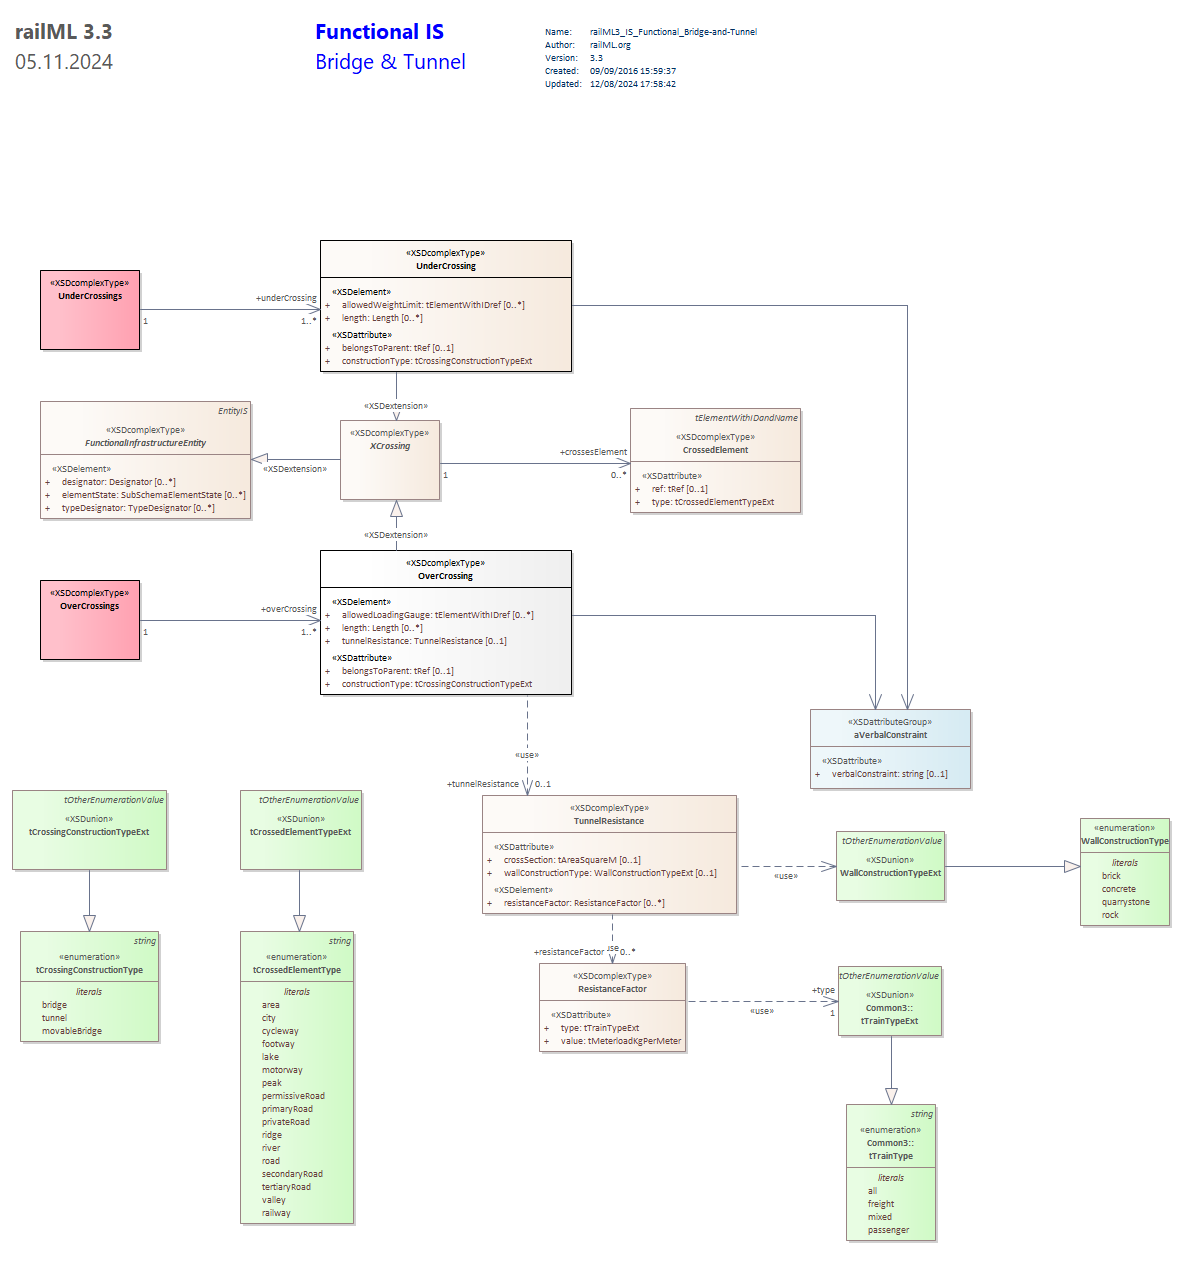 railML 3.3
05.11.2024
Functional IS
Bridge & Tunnel
Name: railML3_IS_Functional_Bridge-and-Tunnel
Author: railML.org
Version: 3.3
Created: 09/09/2016 15:59:37
Updated: 12/08/2024 17:58:42
«XSDcomplexType»
UnderCrossings
+underCrossing
1
1..*
«XSDcomplexType»
UnderCrossing
«XSDelement»
+ allowedWeightLimit: tElementWithIDref [0..*]
+ length: Length [0..*]
«XSDattribute»
+ belongsToParent: tRef [0..1]
+ constructionType: tCrossingConstructionTypeExt
«XSDextension»
EntityIS
«XSDcomplexType»
FunctionalInfrastructureEntity
«XSDelement»
+ designator: Designator [0..*]
+ elementState: SubSchemaElementState [0..*]
+ typeDesignator: TypeDesignator [0..*]
«XSDextension»
«XSDcomplexType»
XCrossing
+crossesElement
1
0..*
tElementWithIDandName
«XSDcomplexType»
CrossedElement
«XSDattribute»
+ ref: tRef [0..1]
+ type: tCrossedElementTypeExt
«XSDextension»
«XSDcomplexType»
OverCrossings
+overCrossing
1
1..*
«XSDcomplexType»
OverCrossing
«XSDelement»
+ allowedLoadingGauge: tElementWithIDref [0..*]
+ length: Length [0..*]
+ tunnelResistance: TunnelResistance [0..1]
«XSDattribute»
+ belongsToParent: tRef [0..1]
+ constructionType: tCrossingConstructionTypeExt
«use»
+tunnelResistance 0..1
«XSDattributeGroup»
aVerbalConstraint
«XSDattribute»
+ verbalConstraint: string [0..1]
tOtherEnumerationValue
«XSDunion»
tCrossingConstructionTypeExt
tOtherEnumerationValue
«XSDunion»
tCrossedElementTypeExt
«XSDcomplexType»
TunnelResistance
«XSDattribute»
+ crossSection: tAreaSquareM [0..1]
+ wallConstructionType: WallConstructionTypeExt [0..1]
«XSDelement»
+ resistanceFactor: ResistanceFactor [0..*]
«use»
tOtherEnumerationValue
«XSDunion»
WallConstructionTypeExt
«enumeration»
WallConstructionType
literals
brick
concrete
quarrystone
rock
string
«enumeration»
tCrossingConstructionType
literals
bridge
tunnel
movableBridge
string
«enumeration»
tCrossedElementType
literals
area
city
cycleway
footway
lake
motorway
peak
permissiveRoad
primaryRoad
privateRoad
ridge
river
road
secondaryRoad
tertiaryRoad
valley
railway
+resistanceFactor 0..*
«XSDcomplexType»
ResistanceFactor
«XSDattribute»
+ type: tTrainTypeExt
+ value: tMeterloadKgPerMeter
«use»
+type
1
tOtherEnumerationValue
«XSDunion»
Common3::
tTrainTypeExt
string
«enumeration»
Common3::
tTrainType
literals
all
freight
mixed
passenger